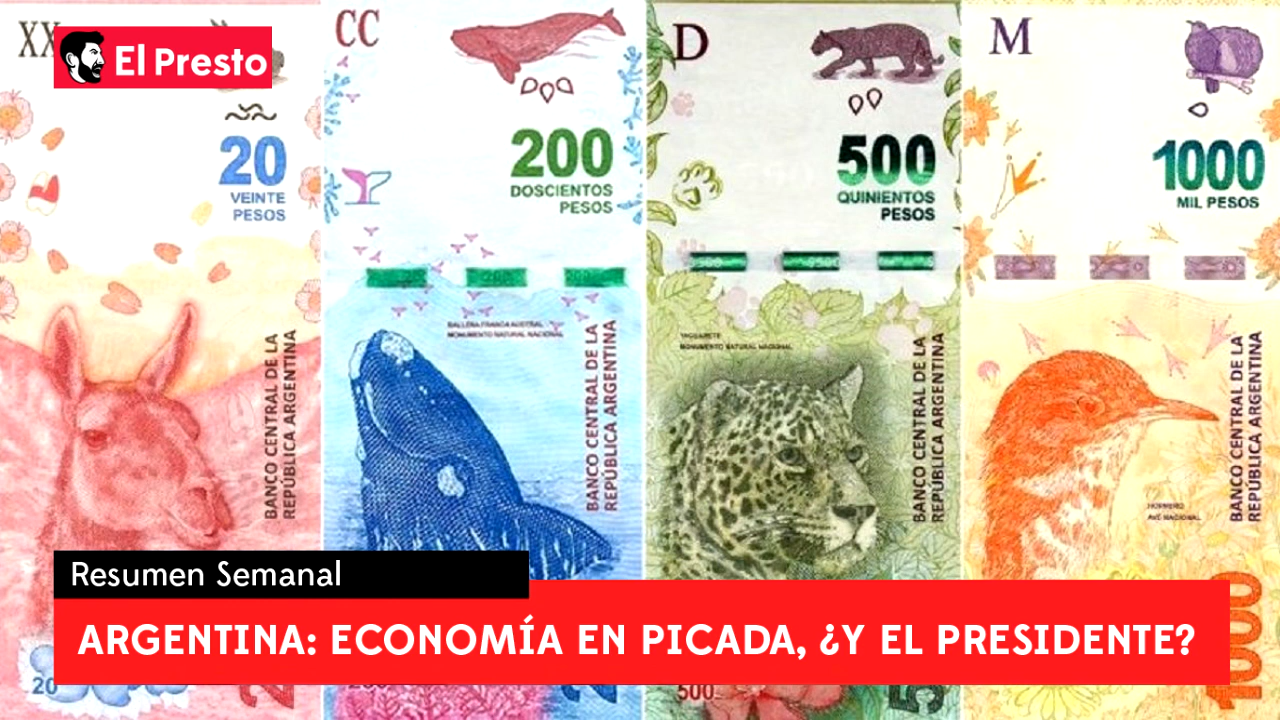 XX
El Presto
20
VEINTE
PESOS
BANCO CENTRAL DE LA
REPÚBLICA ARGENTINA
20
CC
200
DOSCIENTOS
PESOS
BALLENA FRANCA AUSTRAL
MONUMENTO NATURAL NACIONAL
BANCO CENTRAL DE LA
REPÚBLICA ARGENTINA
D
500
QUINIENTOS
PESOS
YAGUARETÉ
MONUMENTO NATURAL NACIONAL
BANCO CENTRAL DE LA
REPÚBLICA ARGENTINA
500
M
1000
MIL PESOS
HORNERO
AVE NACIONAL
BANCO CENTRAL DE LA
REPÚBLICA ARGENTINA
1000
Resumen Semanal
ARGENTINA: ECONOMÍA EN PICADA, ¿Y EL PRESIDENTE?